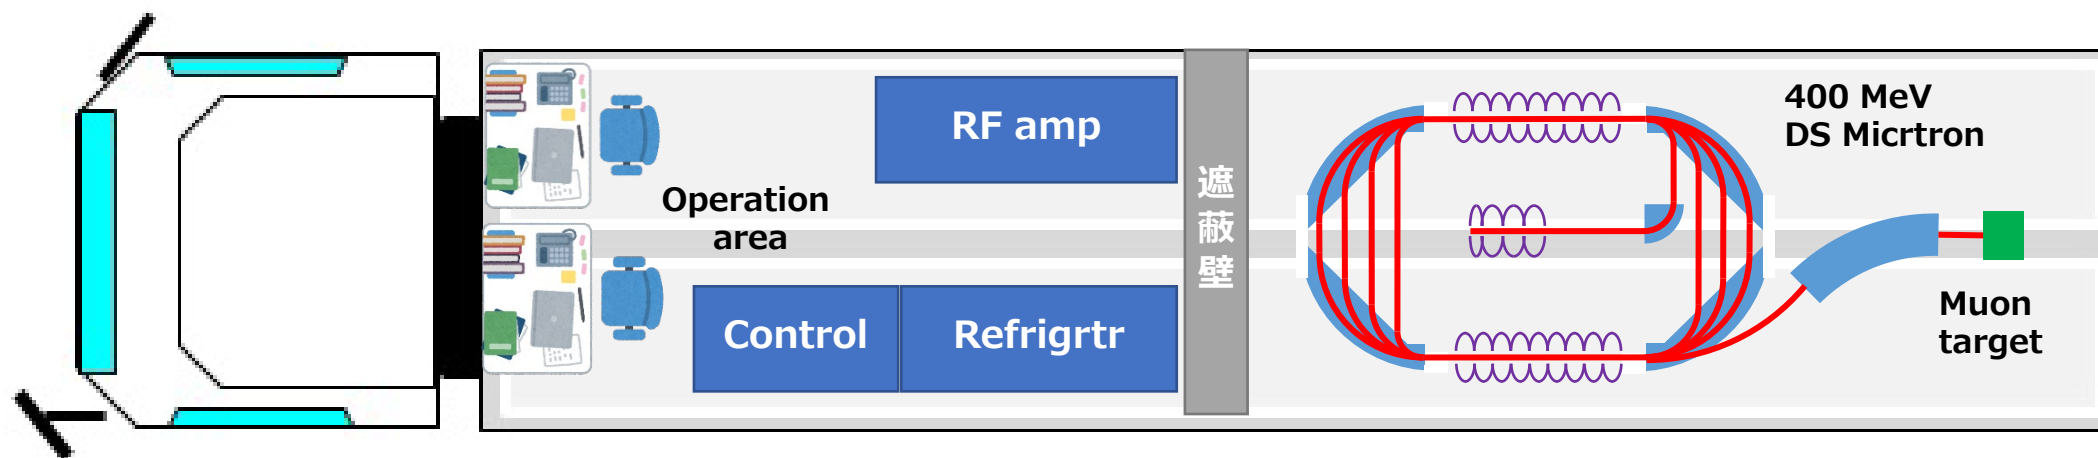 Operation
area
RF amp
Control
Refrigrtr
遮蔽壁
400 MeV
DS Micrtron
Muon
target